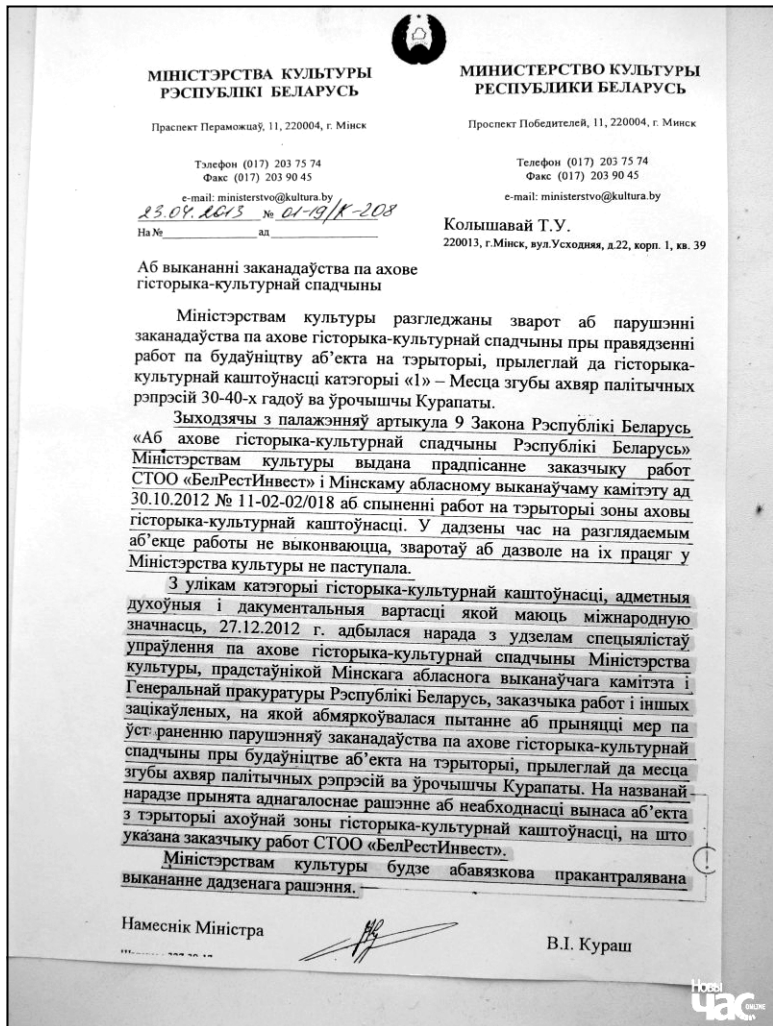 МІНІСТЭРСТВА КУЛЬТУРЫ
РЭСПУБЛІКІ БЕЛАРУСЬ
Праспект Пераможцаў, 11, 220004, г. Мінск
Тэлефон (017) 203 75 74
Факс (017) 203 90 45
e-mail: ministerstvo@kultura.by
23.04.2013 № 01-19/К-208
На № ад
МИНИСТЕРСТВО КУЛЬТУРЫ
РЕСПУБЛИКИ БЕЛАРУСЬ
Проспект Победителей, 11, 220004, г. Минск
Телефон (017) 203 75 74
Факс (017) 203 90 45
e-mail: ministerstvo@kultura.by
Колышавай Т.У.
220013, г.Мінск, вул.Усходняя, д.22, корп. 1, кв. 39
Аб выкананні заканадаўства па ахове
гісторыка-культурнай спадчыны
Міністэрствам культуры разгледжаны зварот аб парушэнні
заканадаўства па ахове гісторыка-культурнай спадчыны пры правядзенні
работ па будаўніцтву аб’екта на тэрыторыі, прылеглай да гісторыка-
культурнай каштоўнасці катэгорыі «1» – Месца згубы ахвяр палітычных
рэпрэсій 30-40-х гадоў ва ўрочышчы Курапаты.
Зыходзячы з палажэнняў артыкула 9 Закона Рэспублікі Беларусь
«Аб ахове гісторыка-культурнай спадчыны Рэспублікі Беларусь»
Міністэрствам культуры выдана прадпісанне заказчыку работ
СТОО «БелРестИнвест» і Мінскаму абласному выканаўчаму камітэту ад
30.10.2012 № 11-02-02/018 аб спыненні работ на тэрыторыі зоны аховы
гісторыка-культурнай каштоўнасці. У дадзены час на разглядаемым
аб’екце работы не выконваюцца, зваротаў аб дазволе на іх працяг у
Міністэрства культуры не паступала.
З улікам катэгорыі гісторыка-культурнай каштоўнасці, адметныя
духоўныя і дакументальныя вартасці якой маюць міжнародную
значнасць, 27.12.2012 г. адбылася нарада з удзелам спецыялістаў
упраўлення па ахове гісторыка-культурнай спадчыны Міністэрства
культуры, прадстаўнікой Мінскага абласнога выканаўчага камітэта і
Генеральнай пракуратуры Рэспублікі Беларусь, заказчыка работ і іншых
зацікаўленых, на якой абмяркоўвалася пытанне аб прыняцці мер па
ўстараненню парушэнняў заканадаўства па ахове гісторыка-культурнай
спадчыны пры будаўніцтве аб’екта на тэрыторыі, прылеглай да месца
згубы ахвяр палітычных рэпрэсій ва ўрочышчы Курапаты. На названай
нарадзе прынята аднагалоснае рашэнне аб неабходнасці вынаса аб’екта
з тэрыторыі ахоўнай зоны гісторыка-культурнай каштоўнасці, на што
указана заказчыку работ СТОО «БелРестИнвест».
Міністэрствам культуры будзе абавязкова пракантралявана
выкананне дадзенага рашэння.
Намеснік Міністра
В.І. Кураш
Новы
Час
ONLINE